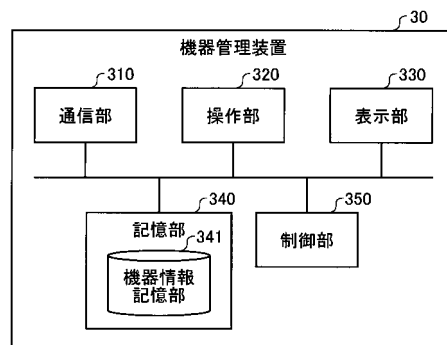 30
機器管理装置
310
320
330
通信部
操作部
表示部
340
350
記憶部
341
機器情報
記憶部
制御部